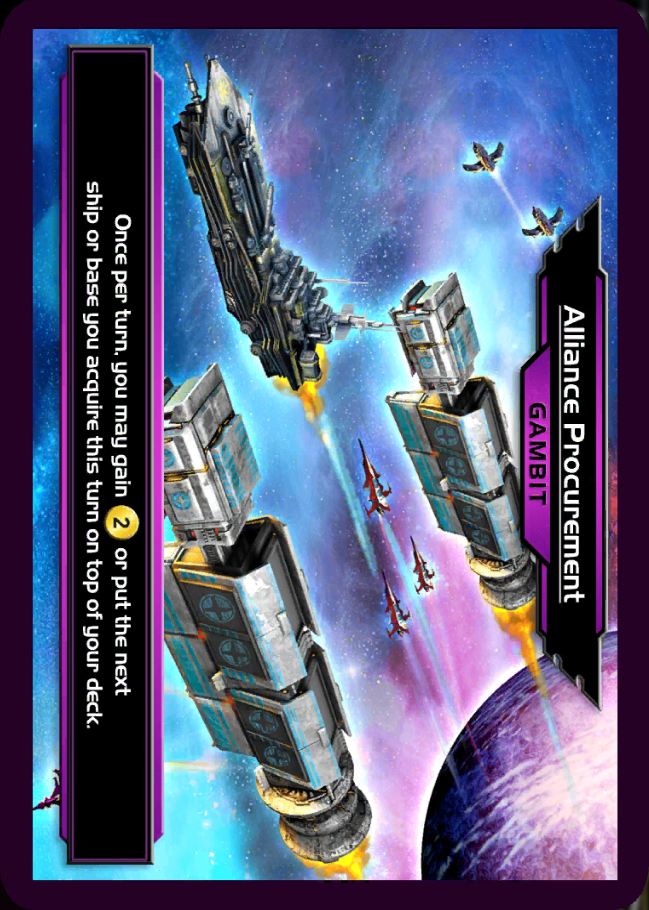 Alliance Procurement
GAMBIT
Once per turn, you may gain 2 or put the next
ship or base you acquire this turn on top of your deck.